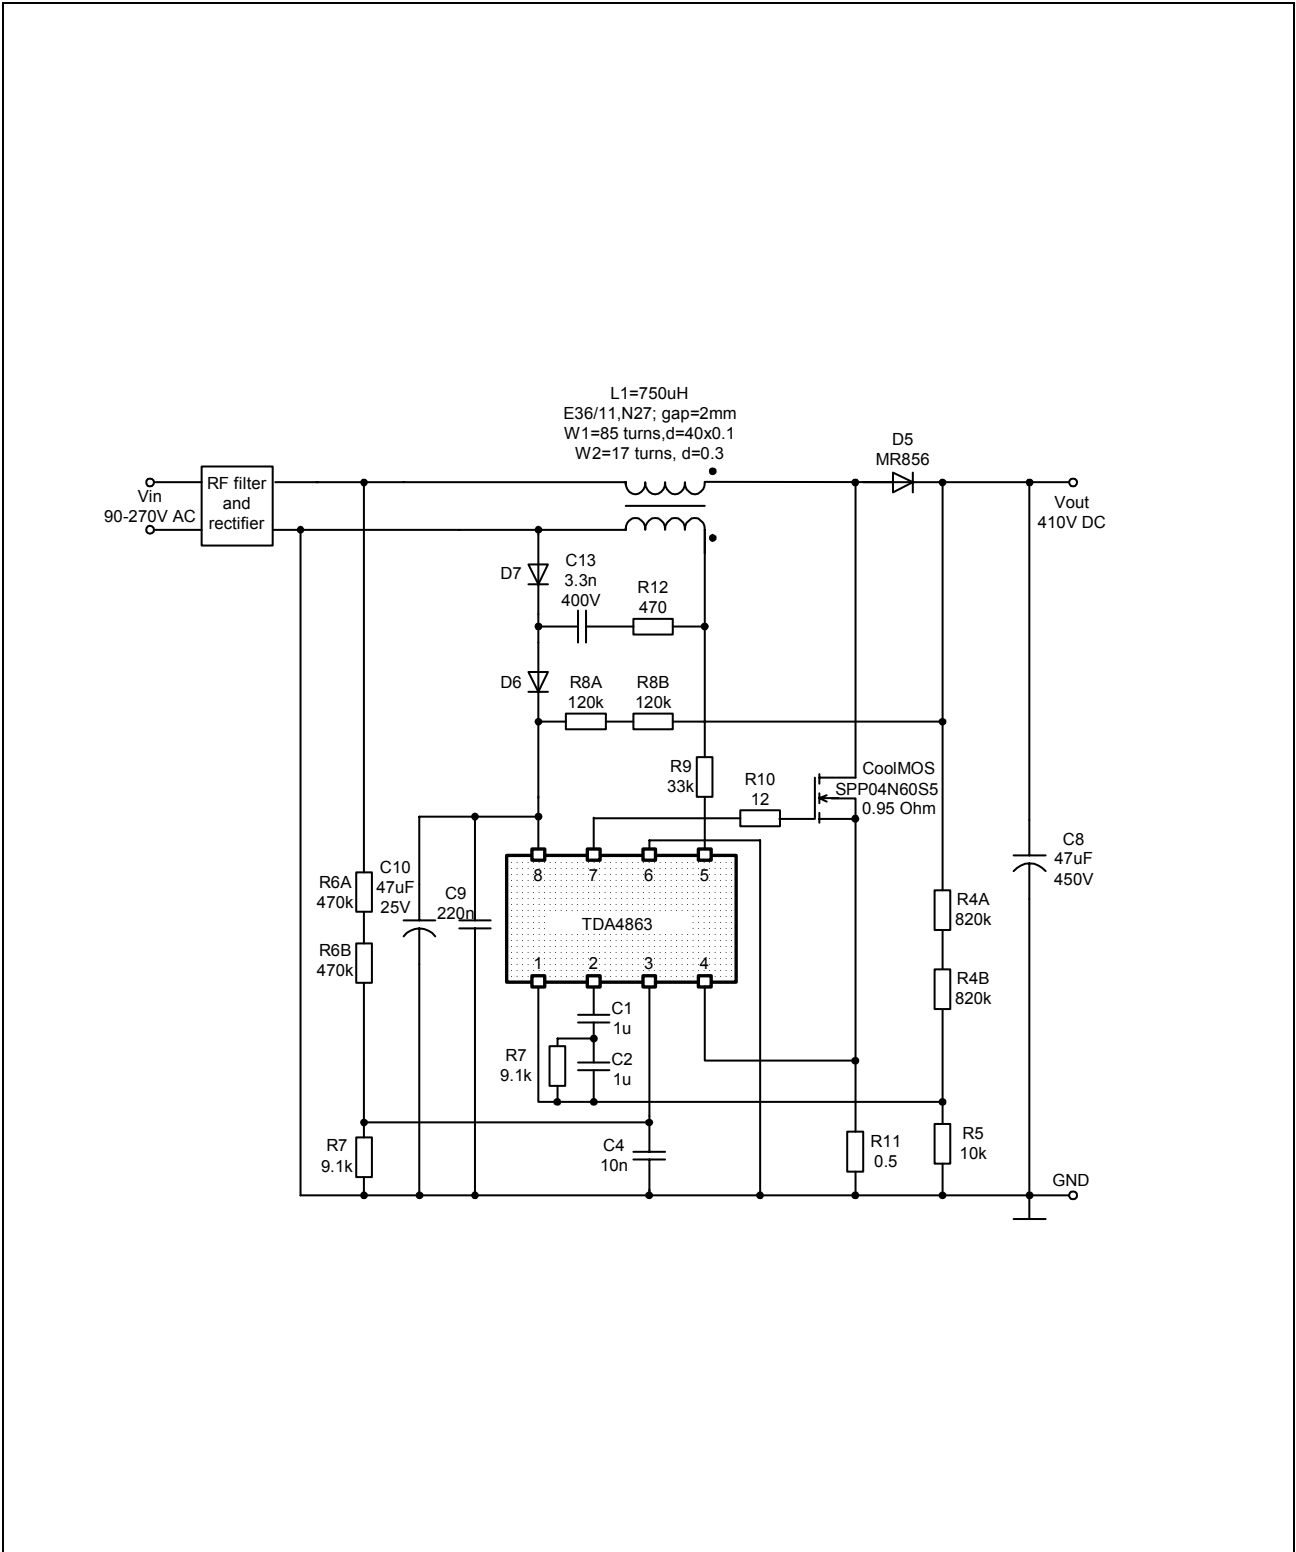 L1=750uH
E36/11,N27; gap=2mm
W1=85 turns,d=40x0.1
W2=17 turns, d=0.3
D5
MR856
RF filter
and
rectifier
Vin
90-270V AC
Vout
410V DC
D7
C13
3.3n
400V
R12
470
D6
R8A
120k
R8B
120k
R9
33k
R10
12
CoolMOS
SPP04N60S5
0.95 Ohm
C8
47uF
450V
8
7
6
5
R6A
470k
C10
47uF
25V
C9
220n
TDA4863
R4A
820k
R6B
470k
1
2
3
4
R4B
820k
C1
1u
R7
9.1k
C2
1u
R7
9.1k
C4
10n
R11
0.5
R5
10k
GND